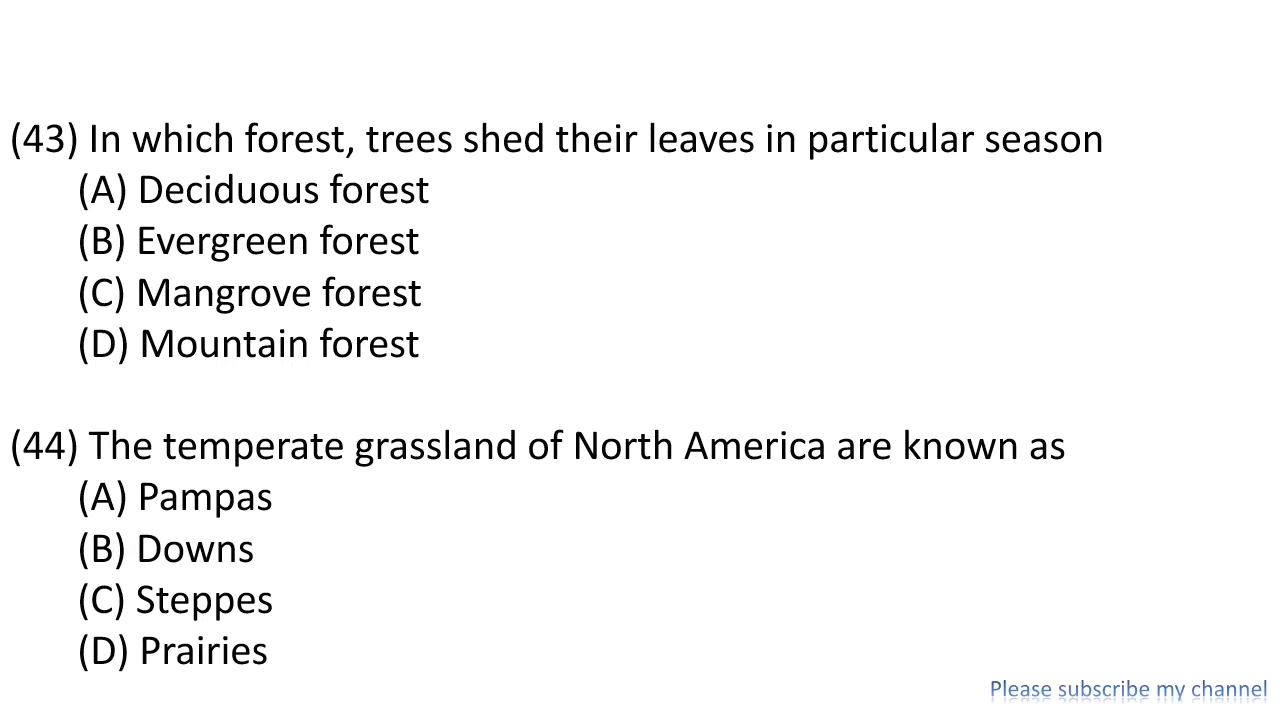 (43) In which forest, trees shed their leaves in particular season
(A) Deciduous forest
(B) Evergreen forest
(C) Mangrove forest
(D) Mountain forest
(44) The temperate grassland of North America are known as
(A) Pampas
(B) Downs
(C) Steppes
(D) Prairies
Please subscribe my channel